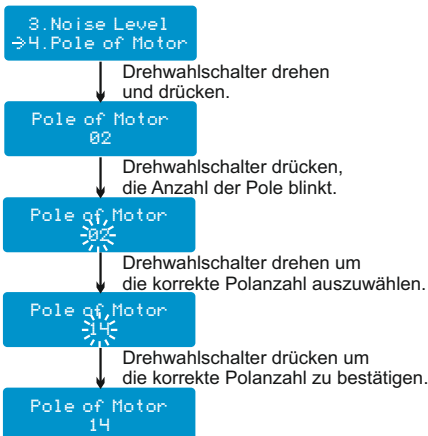 3.Noise Level
→4.Pole of Motor
Drehwahlschalter drehen
und drücken.
Pole of Motor
02
Drehwahlschalter drücken,
die Anzahl der Pole blinkt.
Pole of Motor
02
Drehwahlschalter drehen um
die korrekte Polanzahl auszuwählen.
Pole of Motor
14
Drehwahlschalter drücken um
die korrekte Polanzahl zu bestätigen.
Pole of Motor
14